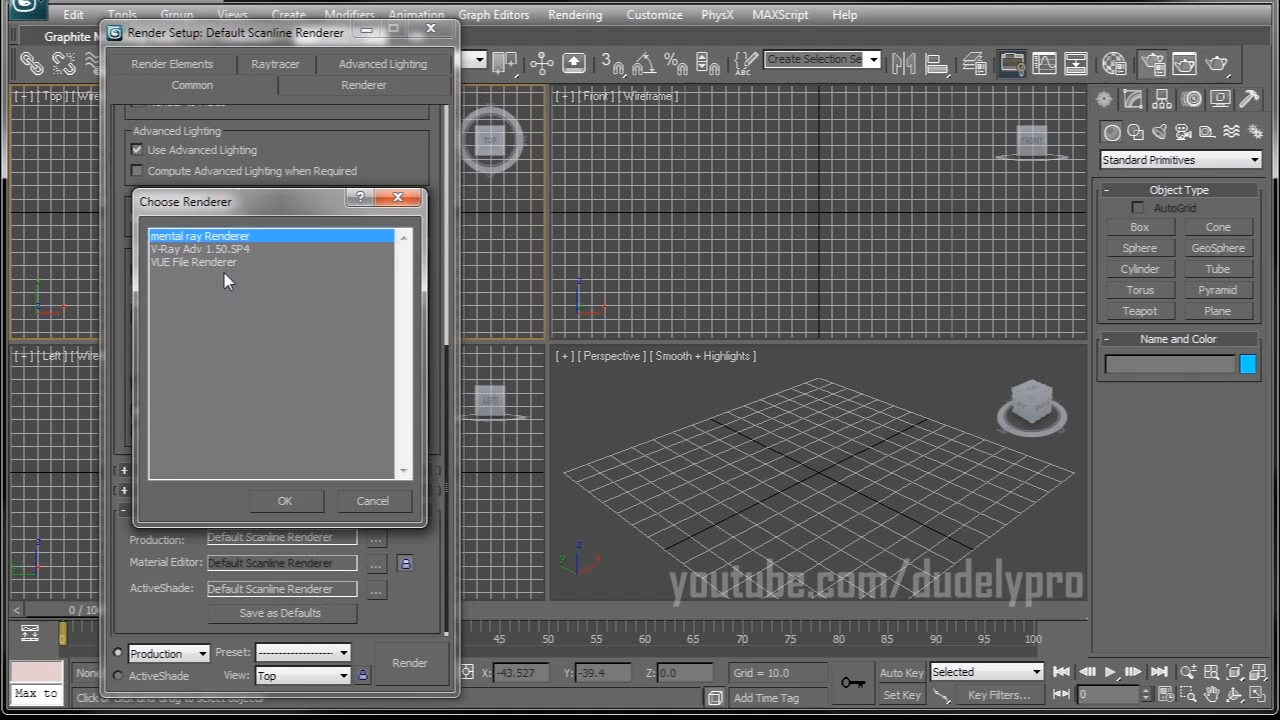 Edit Tools Tabs Group Views Create Modifiers Animation Graph Editors Rendering Customize PhysX MAXScript Help
Render Setup: Default Scanline Renderer
Graphite M
Create Selection Se
Render Elements Raytracer Advanced Lighting
Common Renderer
[ + ] [ Top ] [ Wire
[ + ] [ Front ] [ Wireframe ]
TOP
FRONT
Advanced Lighting
Use Advanced Lighting
Compute Advanced Lighting when Required
Standard Primitives
Object Type
AutoGrid
Box Cone
Sphere GeoSphere
Cylinder Tube
Torus Pyramid
Teapot Plane
Name and Color
Choose Renderer
mental ray Renderer
V-Ray Adv 1.50.SP4
VUE File Renderer
OK Cancel
[ + ] [ Left ] [ Wire
[ + ] [ Perspective ] [ Smooth + Highlights ]
LEFT
Production: Default Scanline Renderer ...
Material Editor: Default Scanline Renderer ...
ActiveShade: Default Scanline Renderer ...
Save as Defaults
youtube.com/dudelypro
0 / 100
0 45 50 55 60 65 70 75 80 85 90 95 100
Production Preset: --------------------
ActiveShade View: Top
Render
None
X: -43.527 Y: -39.4 Z: 0.0 Grid = 10.0
Auto Key Selected
Max to
Click or click-and-drag to select objects
Add Time Tag
Set Key Key Filters... 0